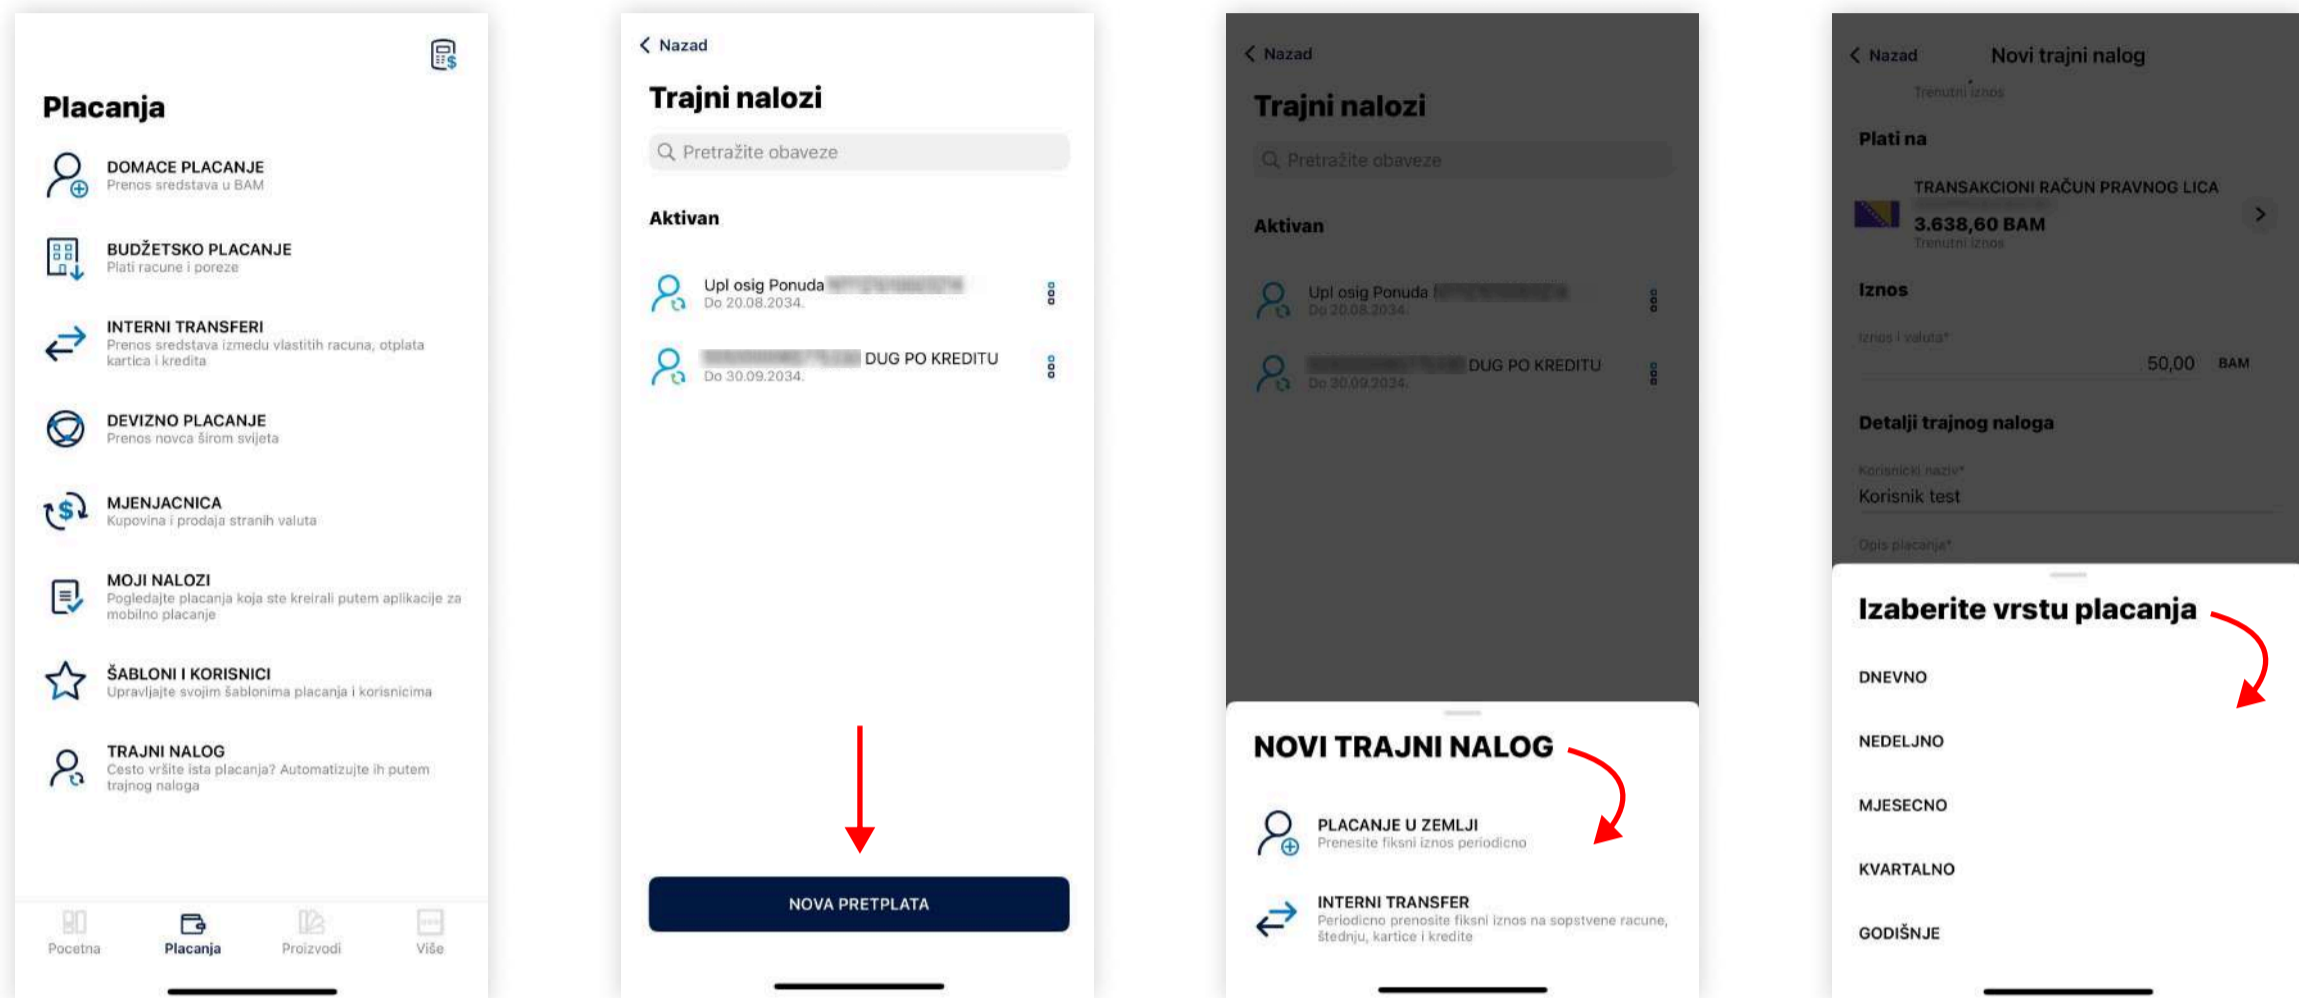 Placanja
DOMACE PLACANJE
Prenos sredstava u BAM
BUDŽETSKO PLACANJE
Plati racune i poreze
INTERNI TRANSFERI
Prenos sredstava izmedu vlastitih racuna, otplata
kartica i kredita
DEVIZNO PLACANJE
Prenos novca širom svijeta
MJENJACNICA
Kupovina i prodaja stranih valuta
MOJI NALOZI
Pogledajte placanja koja ste kreirali putem aplikacije za
mobilno placanje
ŠABLONI I KORISNICI
Upravljajte svojim šablonima placanja i korisnicima
TRAJNI NALOG
Cesto vršite ista placanja? Automatizujte ih putem
trajnog naloga
Pocetna
Placanja
Proizvodi
Više
Nazad
Trajni nalozi
Pretražite obaveze
Aktivan
Upl osig Ponuda
Do 20.08.2034.
DUG PO KREDITU
Do 30.09.2034.
NOVA PRETPLATA
Nazad
Trajni nalozi
Pretražite obaveze
Aktivan
Upl osig Ponuda
Do 20.08.2034.
DUG PO KREDITU
Do 30.09.2034.
NOVI TRAJNI NALOG
PLACANJE U ZEMLJI
Prenesite fiksni iznos periodicno
INTERNI TRANSFER
Periodicno prenosite fiksni iznos na sopstvene racune,
štednju, kartice i kredite
Nazad
Novi trajni nalog
Trenutni iznos
Plati na
TRANSAKCIONI RAČUN PRAVNOG LICA
3.638,60 BAM
Trenutni iznos
Iznos
Iznos i valuta*
50,00 BAM
Detalji trajnog naloga
Korisnicki naziv*
Korisnik test
Opis placanja*
Izaberite vrstu placanja
DNEVNO
NEDELJNO
MJESECNO
KVARTALNO
GODIŠNJE